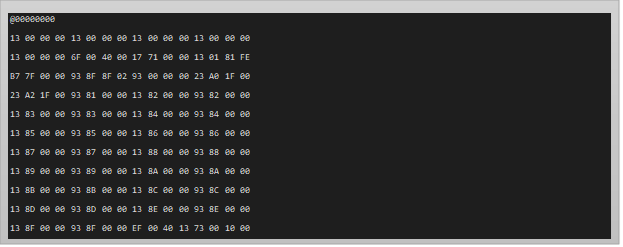 @00000000
13 00 00 00 13 00 00 00 13 00 00 00 13 00 00 00
13 00 00 00 6F 00 40 00 17 71 00 00 13 01 81 FE
B7 7F 00 00 93 8F 8F 02 93 00 00 00 23 A0 1F 00
23 A2 1F 00 93 81 00 00 13 82 00 00 93 82 00 00
13 83 00 00 93 83 00 00 13 84 00 00 93 84 00 00
13 85 00 00 93 85 00 00 13 86 00 00 93 86 00 00
13 87 00 00 93 87 00 00 13 88 00 00 93 88 00 00
13 89 00 00 93 89 00 00 13 8A 00 00 93 8A 00 00
13 8B 00 00 93 8B 00 00 13 8C 00 00 93 8C 00 00
13 8D 00 00 93 8D 00 00 13 8E 00 00 93 8E 00 00
13 8F 00 00 93 8F 00 00 EF 00 40 13 73 00 10 00